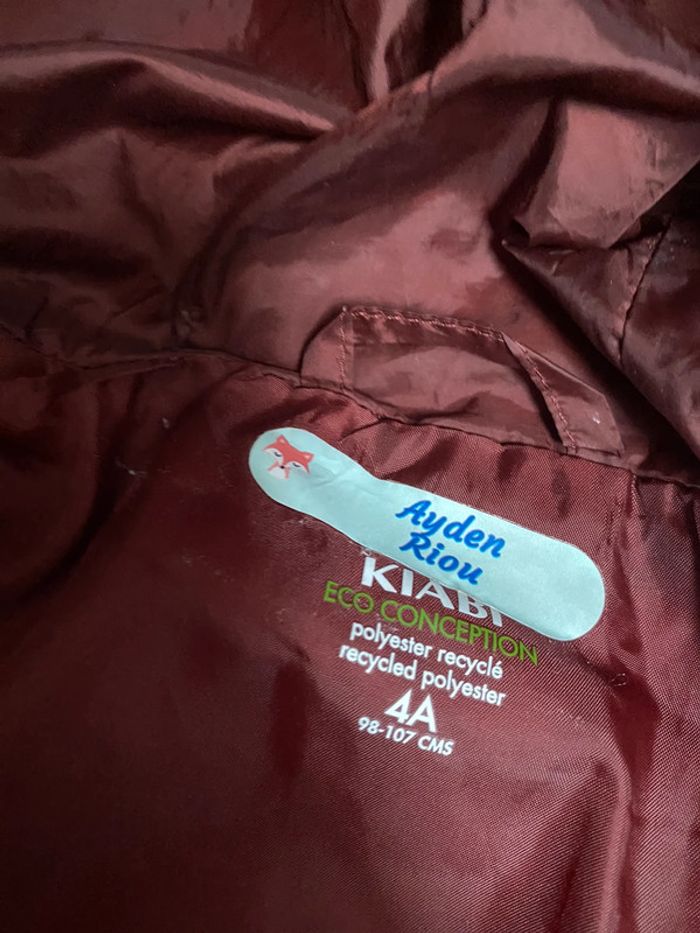 Ayden
Riou
KIABI
ECO CONCEPTION
polyester recyclé
recycled polyester
4A
98-107 CMS